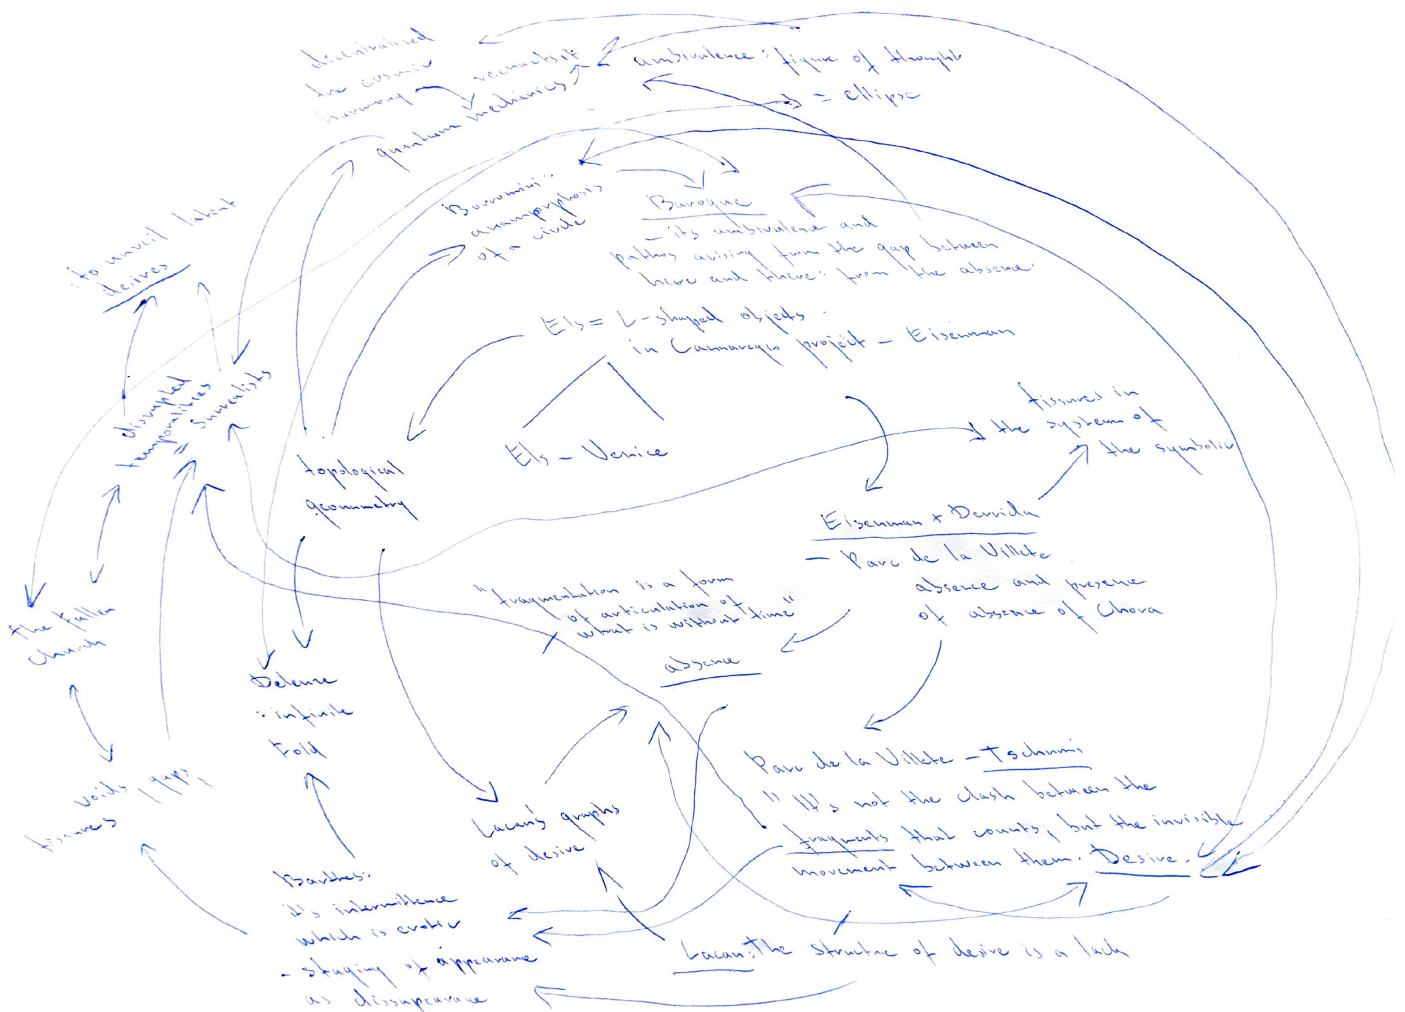 decentralised
the cosmic
harmony
quantum mechanics
ambivalence: figure of thought
= ellipse
Borromini:
anamorphosis
of a circle
Baroque
- its ambivalence and
pathos arising from the gap between
here and there: from the absence.
: to unveil latent
desires
Els = L-shaped objects
in Cannaregio project - Eisenman
Els - Venice
disrupted
temporalities
= Surrealists
topological
geommetry
fissures in
the system of
the symbolic
Eisenman + Derrida
- Parc de la Villete
absence and presence
of absence of Chora
"fragmentation is a form
of articulation of
what is without time"
absence
the fallen
church
Deleuze
: infinite
Fold
voids, gaps,
fissures
Lacan's graphs
of desire
Parc de la Villete - Tschumi
" It's not the clash between the
fragments that counts, but the invisible
movement between them. Desire.
Barthes:
it's intermittence
which is erotic
- staging of appearance
as dissapearance
Lacan: The structure of desire is a lack